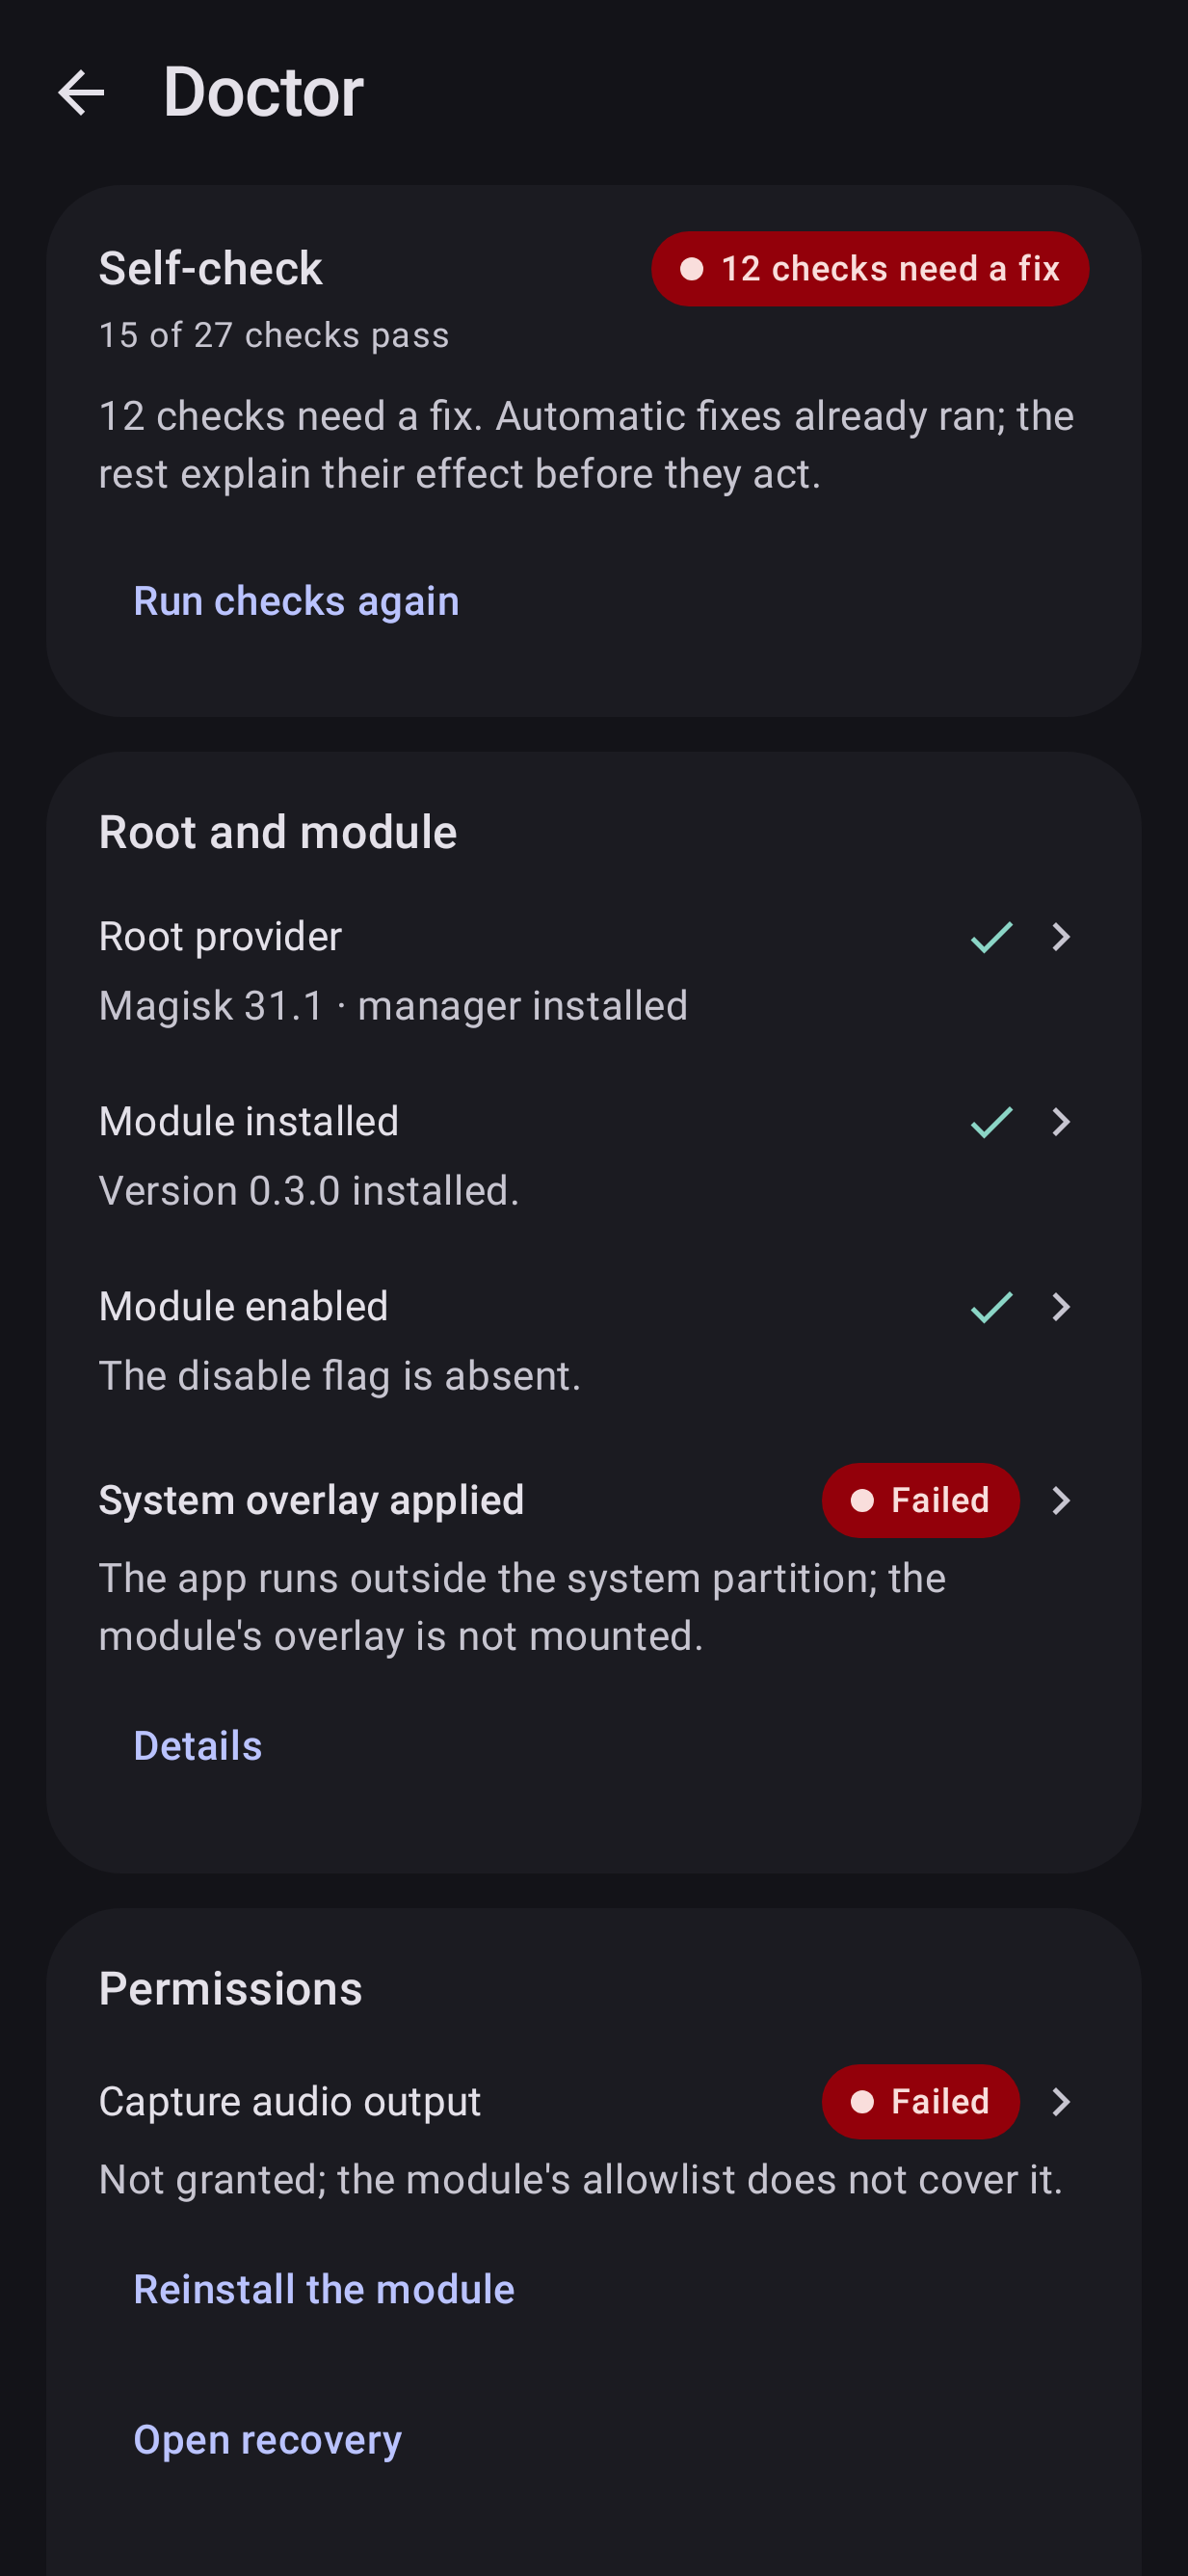 Doctor
Self-check
12 checks need a fix
15 of 27 checks pass
12 checks need a fix. Automatic fixes already ran; the
rest explain their effect before they act.
Run checks again
Root and module
Root provider
Magisk 31.1 · manager installed
Module installed
Version 0.3.0 installed.
Module enabled
The disable flag is absent.
System overlay applied
Failed
The app runs outside the system partition; the
module's overlay is not mounted.
Details
Permissions
Capture audio output
Failed
Not granted; the module's allowlist does not cover it.
Reinstall the module
Open recovery